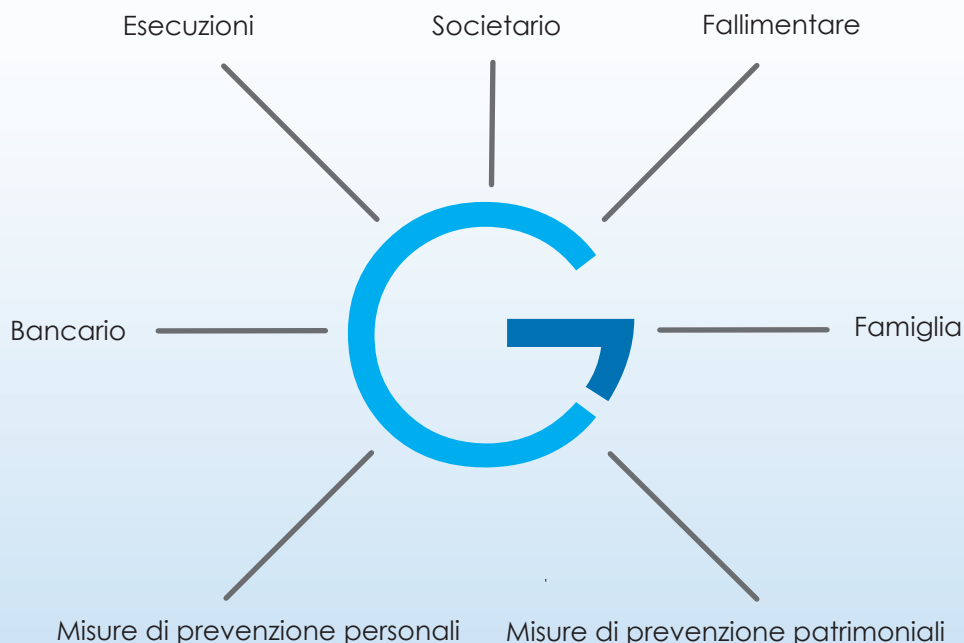 Esecuzioni
Societario
Fallimentare
Bancario
Famiglia
Misure di prevenzione personali
Misure di prevenzione patrimoniali